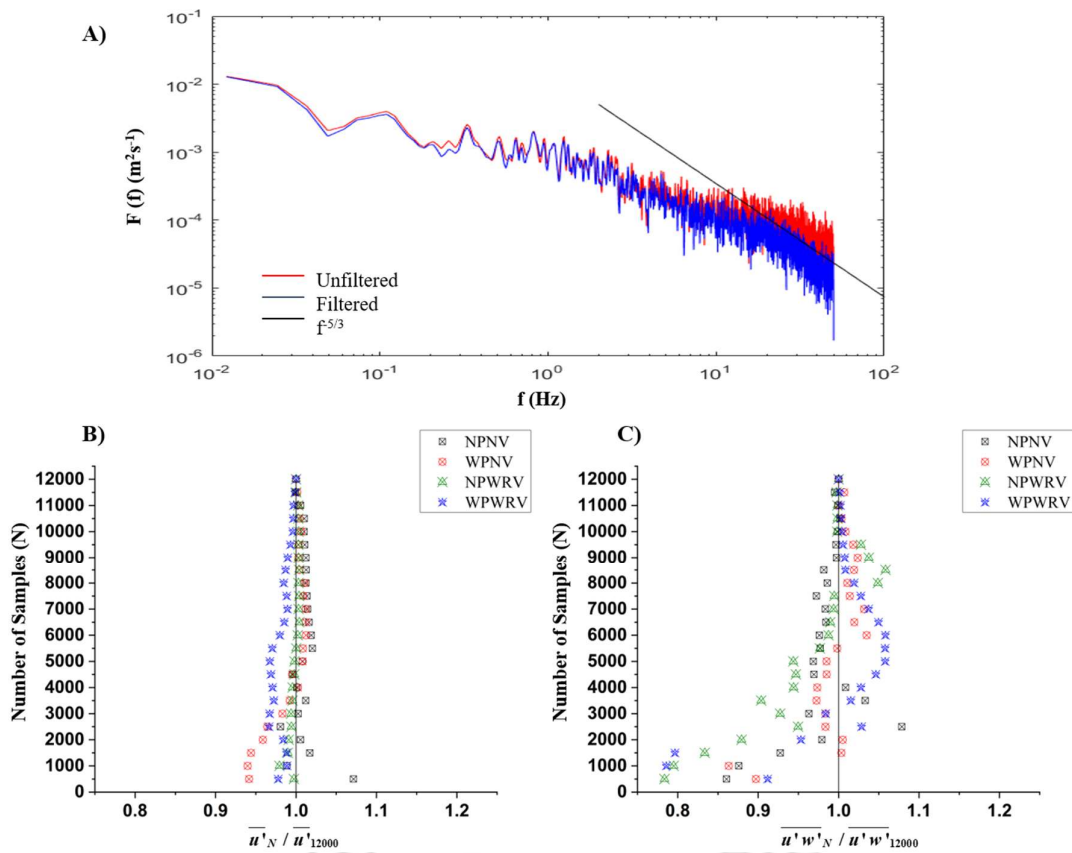 A)
F (f) (m²s⁻¹)
10⁻¹
10⁻²
10⁻³
10⁻⁴
10⁻⁵
10⁻⁶
Unfiltered
Filtered
f⁻⁵/³
10⁻² 10⁻¹ 10⁰ 10¹ 10²
f (Hz)
B)
NPNV
WPNV
NPWRV
WPWRV
Number of Samples (N)
12000
11000
10000
9000
8000
7000
6000
5000
4000
3000
2000
1000
0
0.8 0.9 1.0 1.1 1.2
u'N / u'12000
C)
NPNV
WPNV
NPWRV
WPWRV
Number of Samples (N)
12000
11000
10000
9000
8000
7000
6000
5000
4000
3000
2000
1000
0
0.8 0.9 1.0 1.1 1.2
u'w'N / u'w'12000